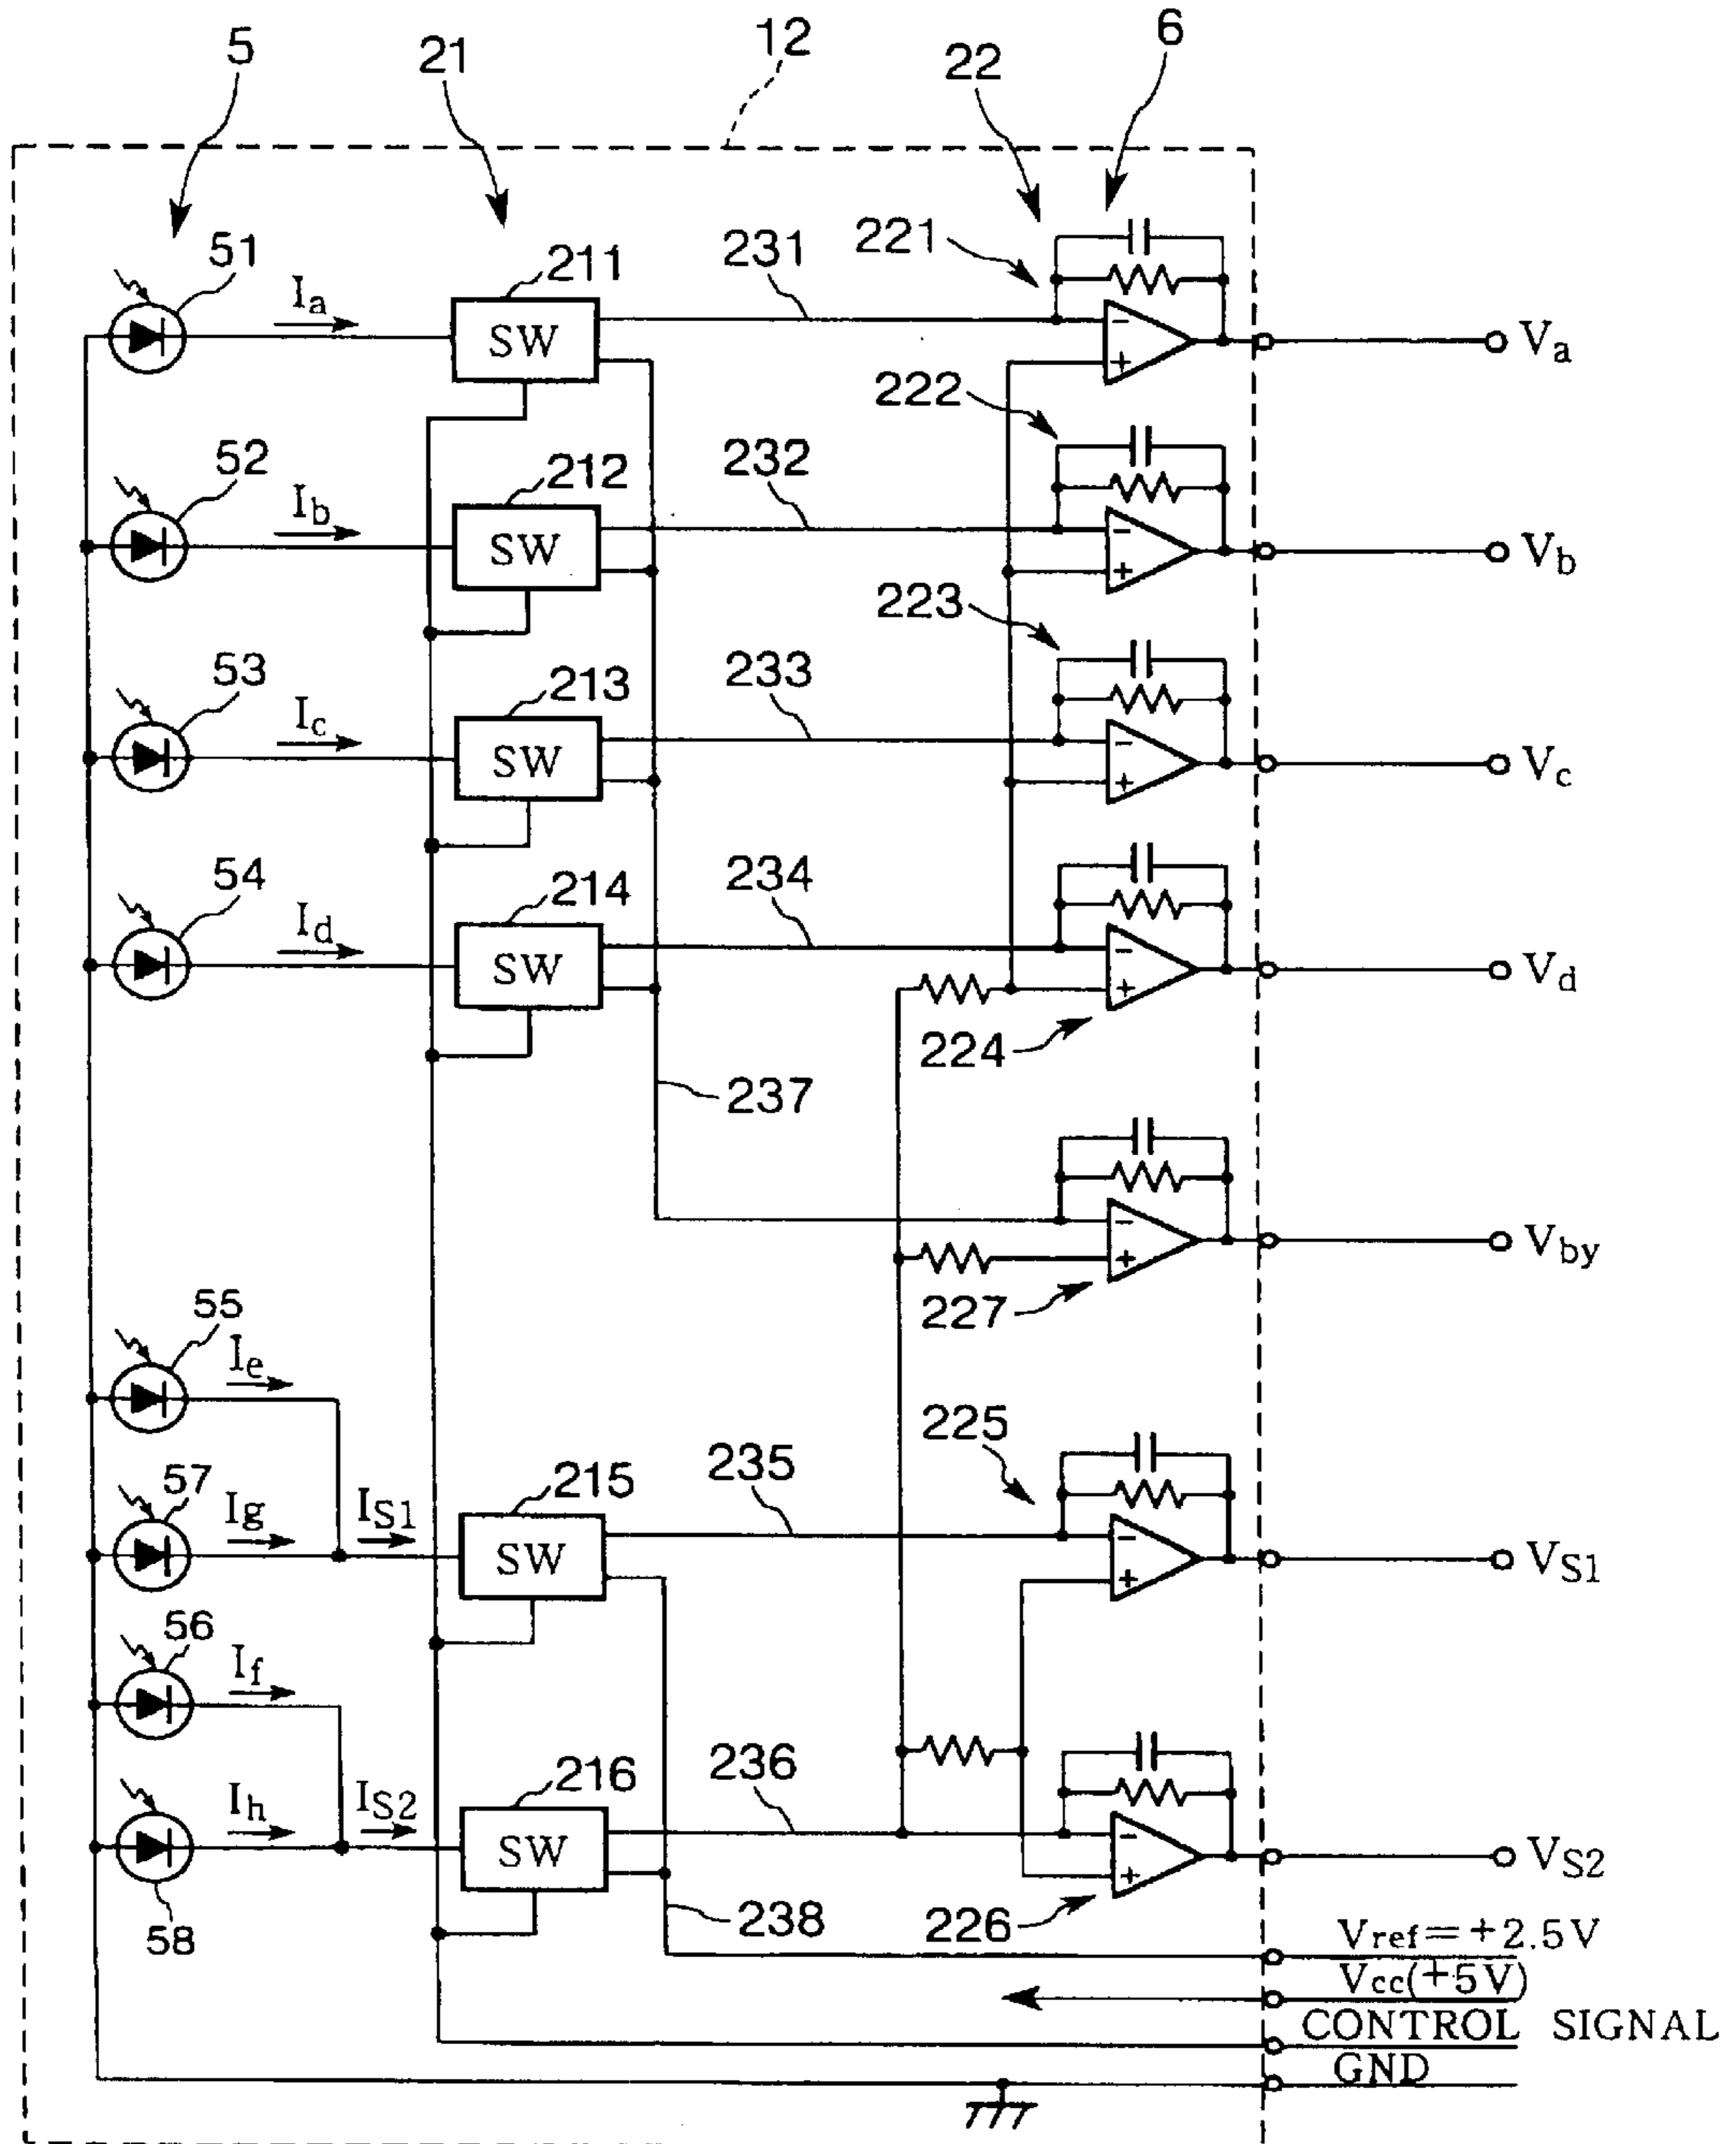 5
21
12
22
6
51
Ia
211
SW
231
221
−
+
Va
52
Ib
212
SW
232
222
−
+
Vb
53
Ic
213
SW
233
223
−
+
Vc
54
Id
214
SW
234
−
+
224
Vd
237
−
+
227
Vby
55
Ie
57
Ig
IS1
215
SW
235
225
−
+
VS1
56
If
58
Ih
IS2
216
SW
236
238
−
+
226
VS2
Vref=+2.5V
Vcc(+5V)
CONTROL SIGNAL
GND